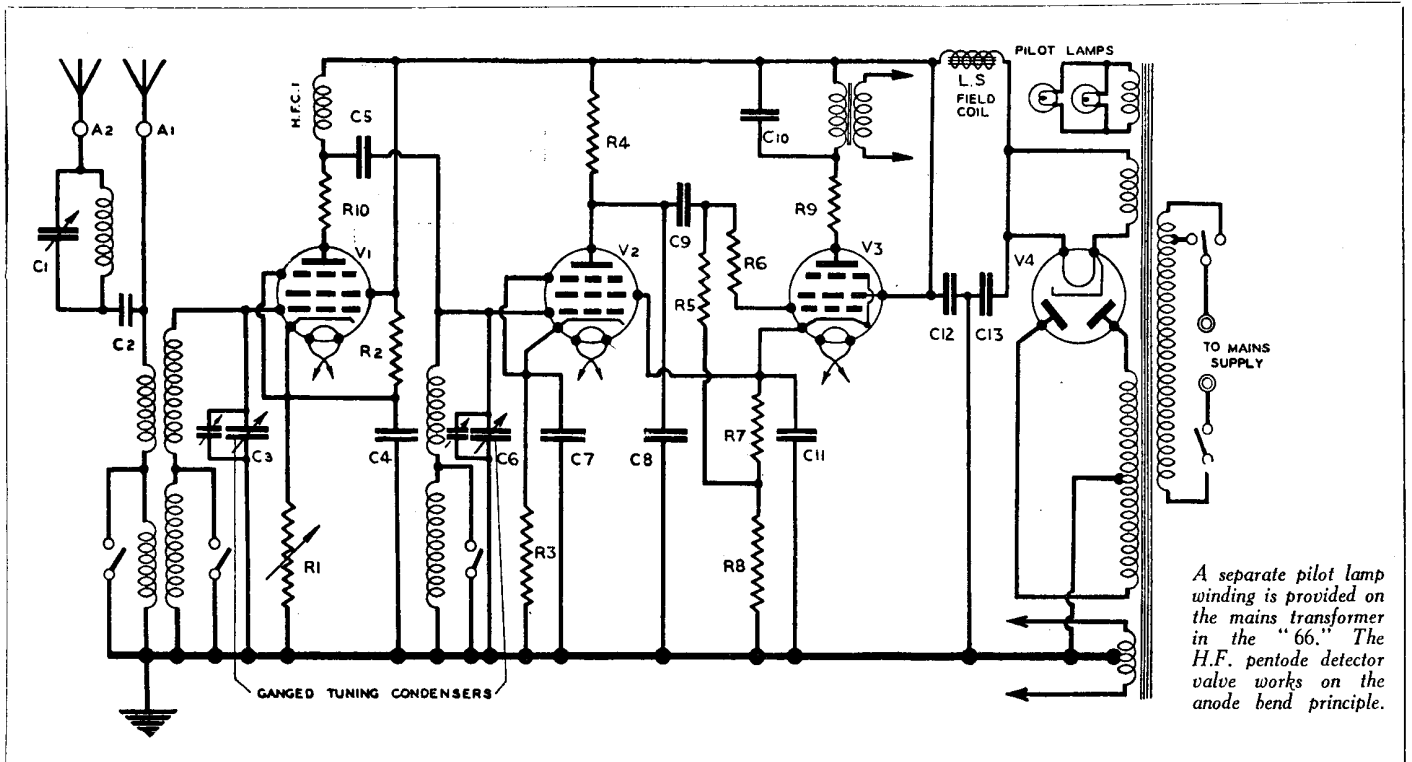 A2
A1
C1
C2
H.F.C.1
C5
R10
V1
R2
C3
R1
C4
GANGED TUNING CONDENSERS
R4
V2
C6
C7
R3
C8
C9
R5
R6
C10
R9
V3
R7
R8
C11
L.S
FIELD
COIL
C12
C13
PILOT LAMPS
V4
TO MAINS
SUPPLY
A separate pilot lamp
winding is provided on
the mains transformer
in the "66." The
H.F. pentode detector
valve works on the
anode bend principle.